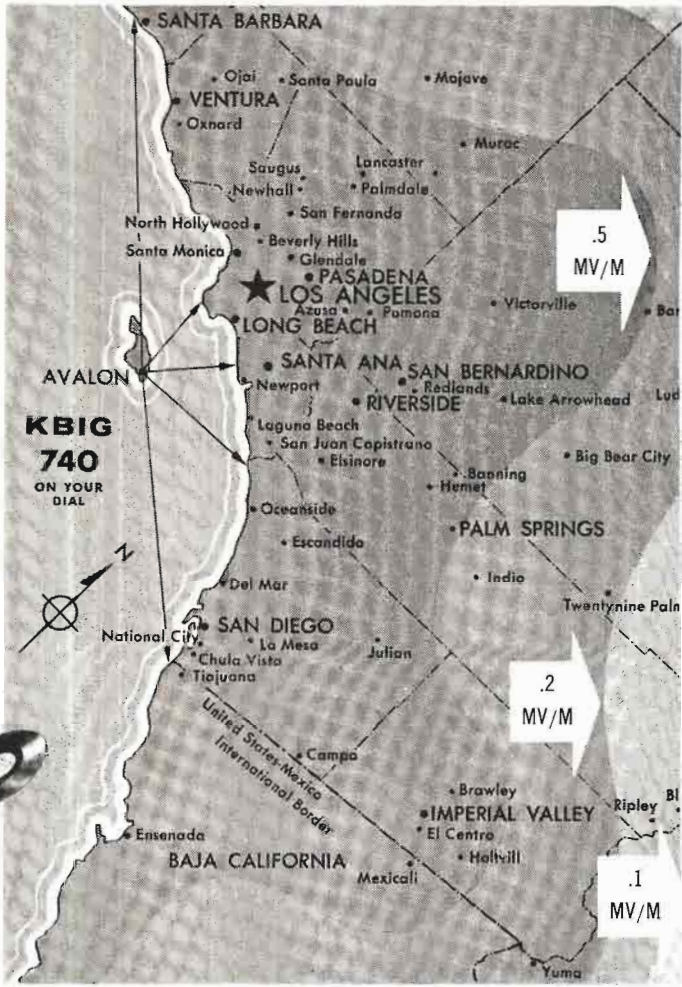 SANTA BARBARA
Ojai
Santa Paula
Mojave
VENTURA
Oxnard
Muroc
Saugus
Lancaster
Newhall
Palmdale
San Fernando
North Hollywood
Beverly Hills
Santa Monica
Glendale
PASADENA
LOS ANGELES
Azusa
Pomona
Victorville
Bar
.5
MV/M
LONG BEACH
AVALON
SANTA ANA
SAN BERNARDINO
Newport
Redlands
RIVERSIDE
Lake Arrowhead
Lud
KBIG
740
ON YOUR
DIAL
Laguna Beach
San Juan Capistrano
Elsinore
Big Bear City
Banning
Hemet
Oceanside
PALM SPRINGS
Escondido
Indio
N
Del Mar
Twentynine Palm
National City
SAN DIEGO
La Mesa
Julian
Chula Vista
Tiajuana
.2
MV/M
United States-Mexico
International Border
Campo
Brawley
IMPERIAL VALLEY
Ripley
Bl
El Centro
Ensenada
BAJA CALIFORNIA
Holtvill
Mexicali
.1
MV/M
Yuma